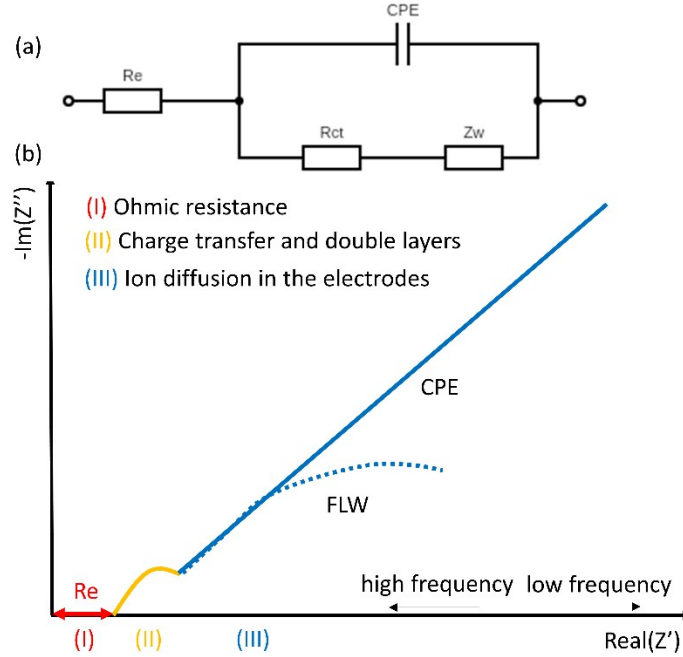 CPE
(a)
Re
Rct
Zw
(b)
-Im(Z'')
(I) Ohmic resistance
(II) Charge transfer and double layers
(III) Ion diffusion in the electrodes
CPE
FLW
Re
high frequency
low frequency
(I)
(II)
(III)
Real(Z')